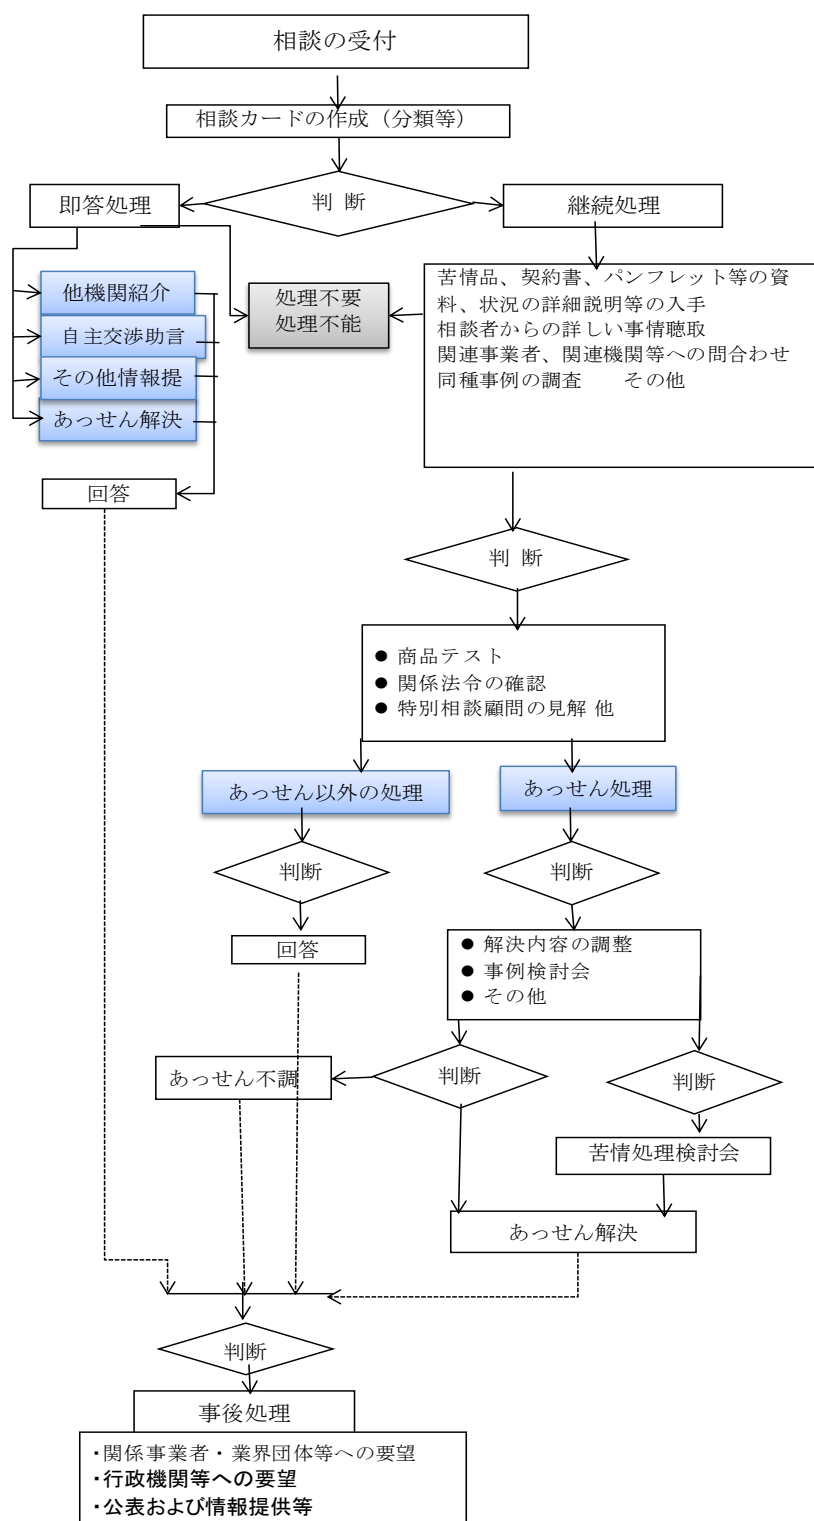 相談の受付
相談カードの作成（分類等）
判 断
即答処理
継続処理
他機関紹介
自主交渉助言
その他情報提
あっせん解決
処理不要
処理不能
苦情品、契約書、パンフレット等の資
料、状況の詳細説明等の入手
相談者からの詳しい事情聴取
関連事業者、関連機関等への問合わせ
同種事例の調査　　その他
回答
判 断
● 商品テスト
● 関係法令の確認
● 特別相談顧問の見解 他
あっせん以外の処理
あっせん処理
判断
判断
回答
● 解決内容の調整
● 事例検討会
● その他
あっせん不調
判断
判断
苦情処理検討会
あっせん解決
判断
事後処理
・関係事業者・業界団体等への要望
・行政機関等への要望
・公表および情報提供等